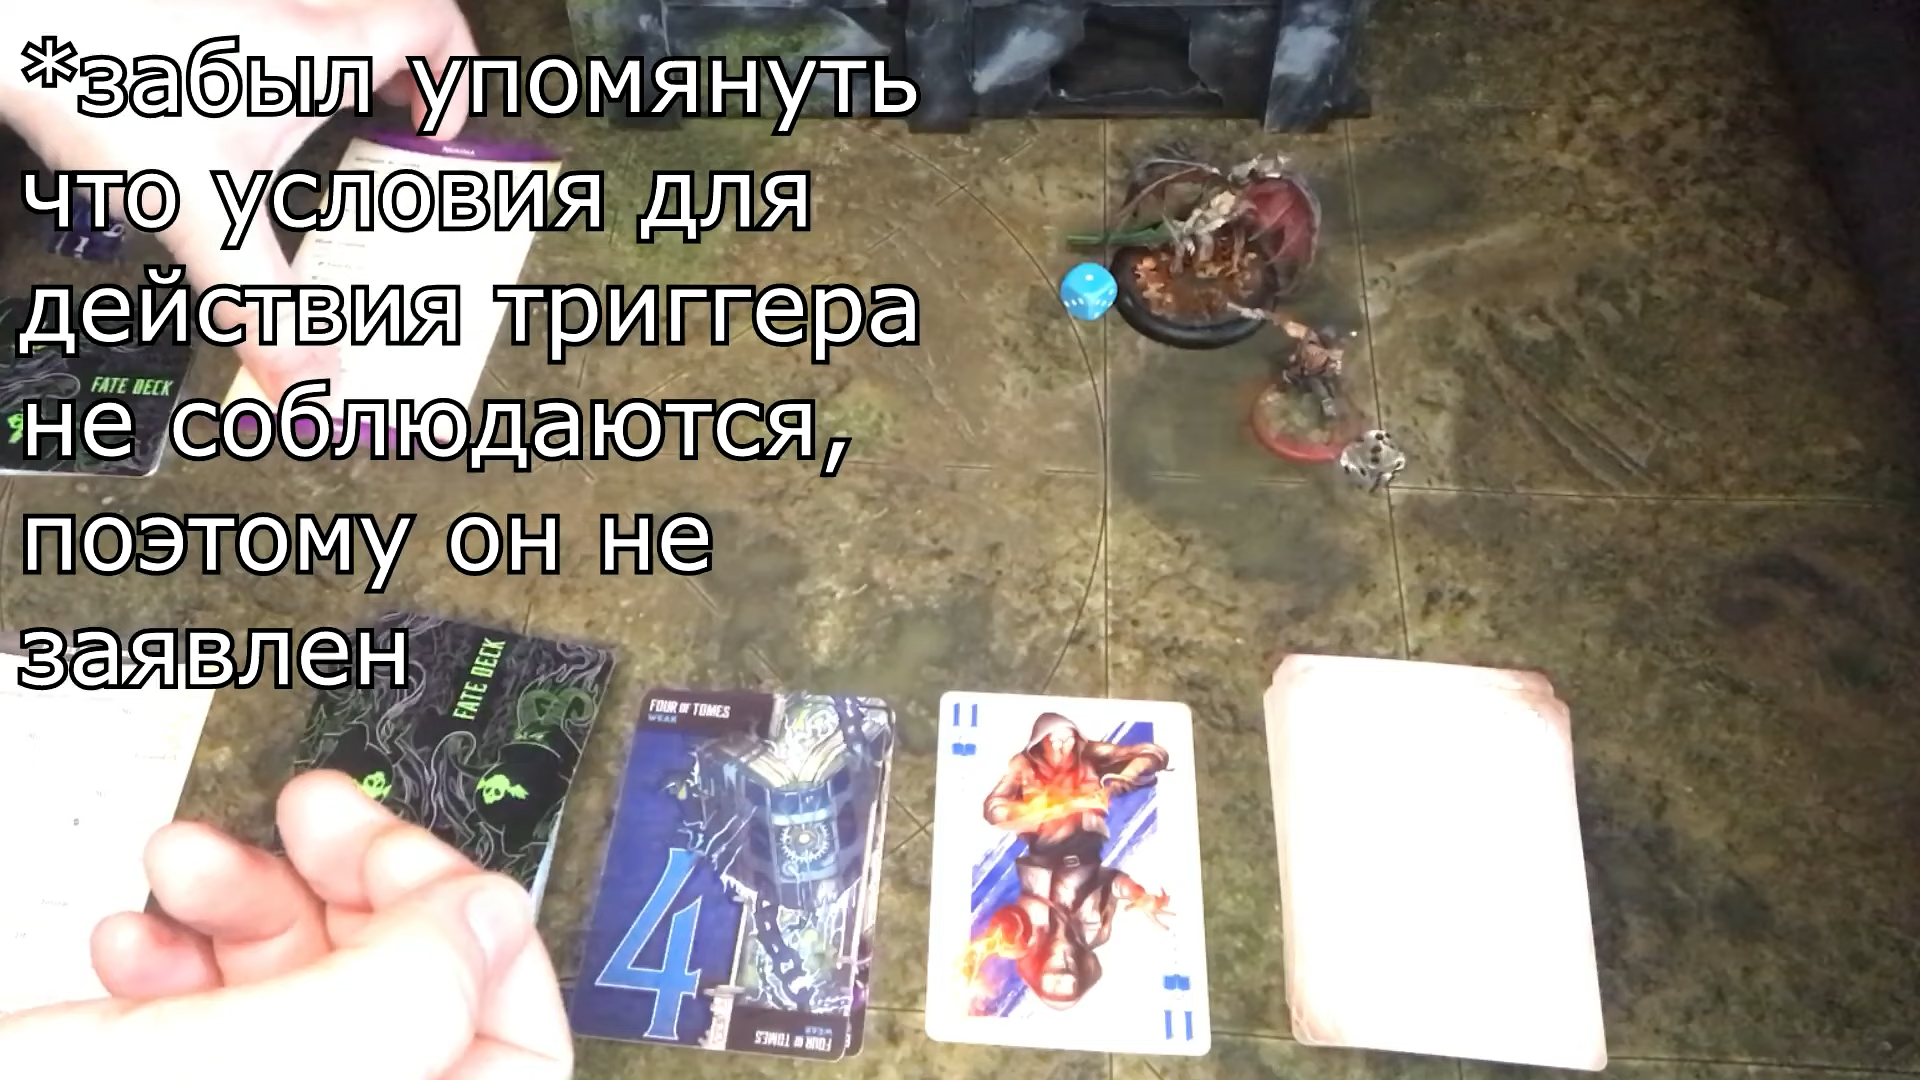 *забыл упомянуть
что условия для
действия триггера
не соблюдаются,
поэтому он не
заявлен
FATE DECK
FATE DECK
FOUR OF TOMES
WEAK
4
FOUR OF TOMES
WEAK
11
11